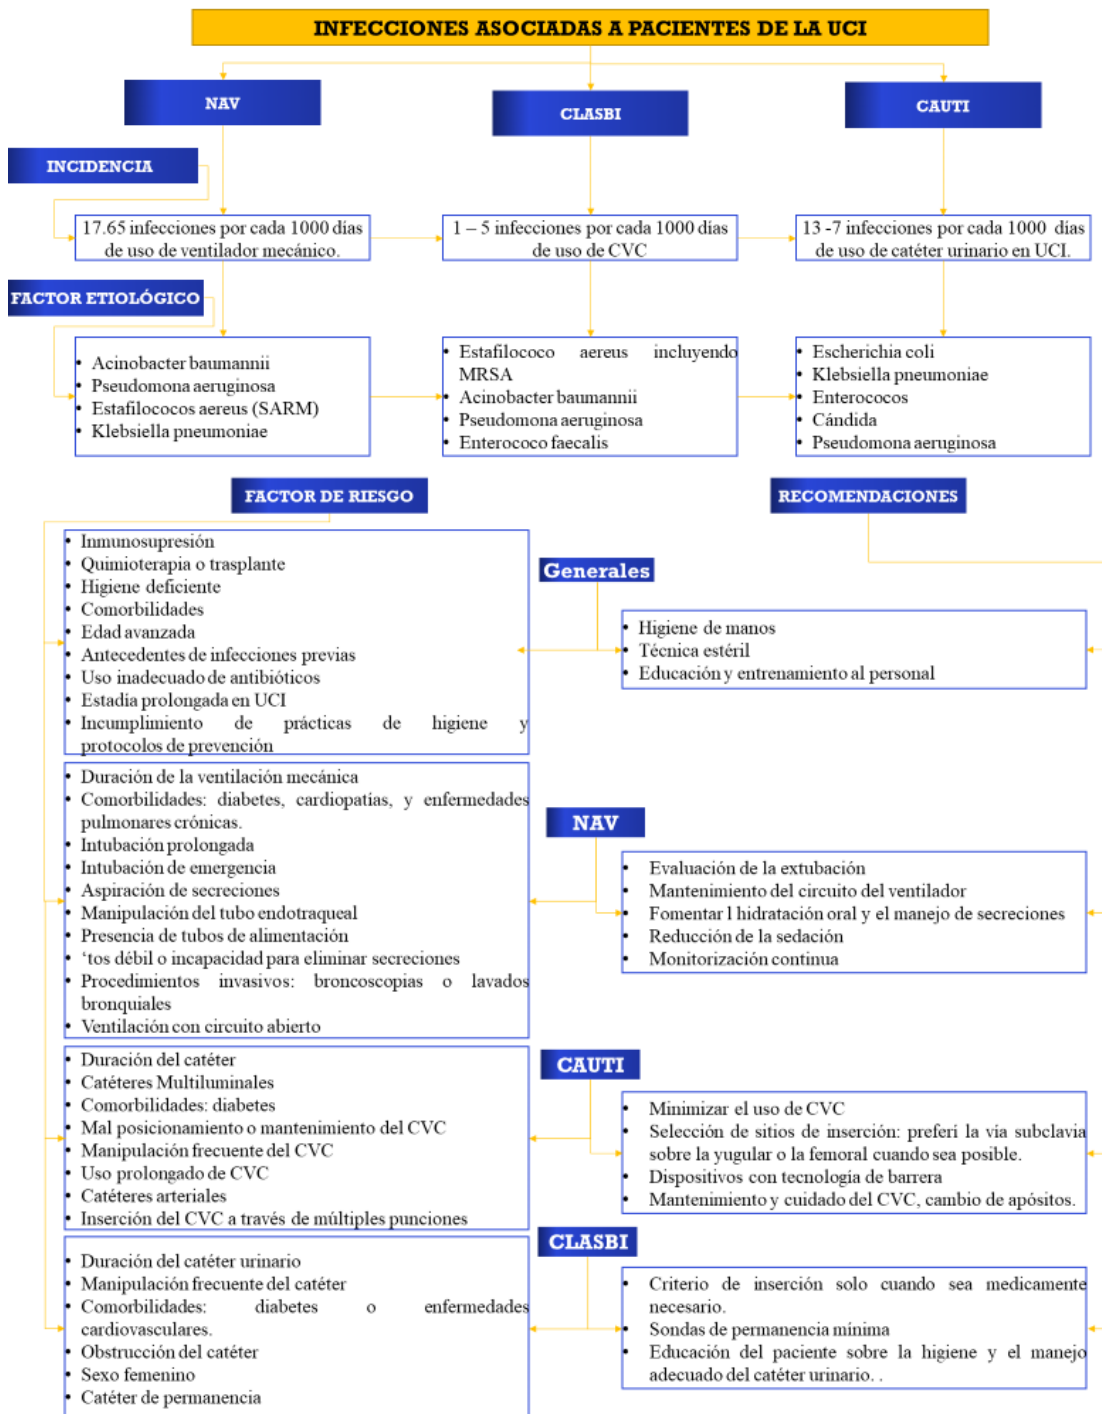 INFECCIONES ASOCIADAS A PACIENTES DE LA UCI
NAV
CLASBI
CAUTI
INCIDENCIA
17.65 infecciones por cada 1000 días
de uso de ventilador mecánico.
1 – 5 infecciones por cada 1000 días
de uso de CVC
13 -7 infecciones por cada 1000 días
de uso de catéter urinario en UCI.
FACTOR ETIOLÓGICO
• Acinobacter baumannii
• Pseudomona aeruginosa
• Estafilococos aereus (SARM)
• Klebsiella pneumoniae
• Estafilococo aereus incluyendo
MRSA
• Acinobacter baumannii
• Pseudomona aeruginosa
• Enterococo faecalis
• Escherichia coli
• Klebsiella pneumoniae
• Enterococos
• Cándida
• Pseudomona aeruginosa
FACTOR DE RIESGO
RECOMENDACIONES
• Inmunosupresión
• Quimioterapia o trasplante
• Higiene deficiente
• Comorbilidades
• Edad avanzada
• Antecedentes de infecciones previas
• Uso inadecuado de antibióticos
• Estadía prolongada en UCI
• Incumplimiento de prácticas de higiene y
protocolos de prevención
Generales
• Higiene de manos
• Técnica estéril
• Educación y entrenamiento al personal
• Duración de la ventilación mecánica
• Comorbilidades: diabetes, cardiopatías, y enfermedades
pulmonares crónicas.
• Intubación prolongada
• Intubación de emergencia
• Aspiración de secreciones
• Manipulación del tubo endotraqueal
• Presencia de tubos de alimentación
• ‘tos débil o incapacidad para eliminar secreciones
• Procedimientos invasivos: broncoscopias o lavados
bronquiales
• Ventilación con circuito abierto
NAV
• Evaluación de la extubación
• Mantenimiento del circuito del ventilador
• Fomentar l hidratación oral y el manejo de secreciones
• Reducción de la sedación
• Monitorización continua
• Duración del catéter
• Catéteres Multiluminales
• Comorbilidades: diabetes
• Mal posicionamiento o mantenimiento del CVC
• Manipulación frecuente del CVC
• Uso prolongado de CVC
• Catéteres arteriales
• Inserción del CVC a través de múltiples punciones
CAUTI
• Minimizar el uso de CVC
• Selección de sitios de inserción: preferi la vía subclavia
sobre la yugular o la femoral cuando sea posible.
• Dispositivos con tecnología de barrera
• Mantenimiento y cuidado del CVC, cambio de apósitos.
• Duración del catéter urinario
• Manipulación frecuente del catéter
• Comorbilidades: diabetes o enfermedades
cardiovasculares.
• Obstrucción del catéter
• Sexo femenino
• Catéter de permanencia
CLASBI
• Criterio de inserción solo cuando sea medicamente
necesario.
• Sondas de permanencia mínima
• Educación del paciente sobre la higiene y el manejo
adecuado del catéter urinario. .